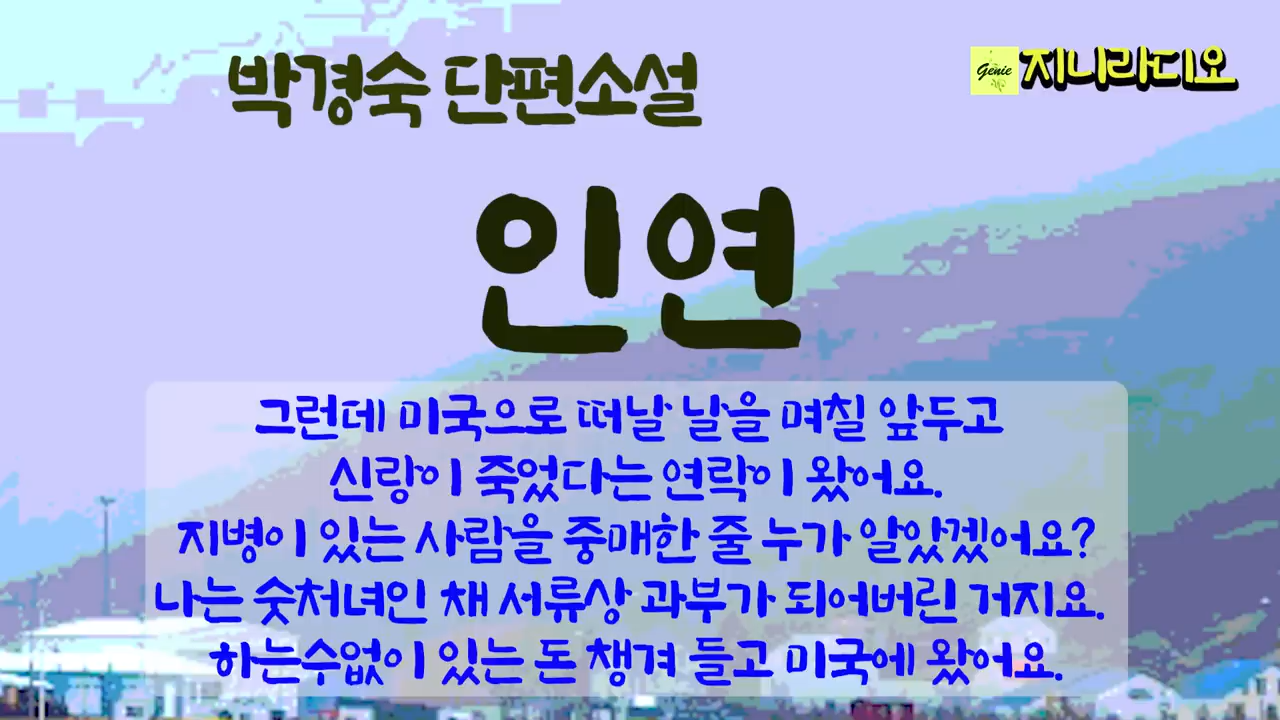 박경숙 단편소설
Genie 지니라디오
인연
그런데 미국으로 떠날 날을 며칠 앞두고
신랑이 죽었다는 연락이 왔어요.
지병이 있는 사람을 중매한 줄 누가 알았겠어요?
나는 숫처녀인 채 서류상 과부가 되어버린 거지요.
하는수없이 있는 돈 챙겨 들고 미국에 왔어요.